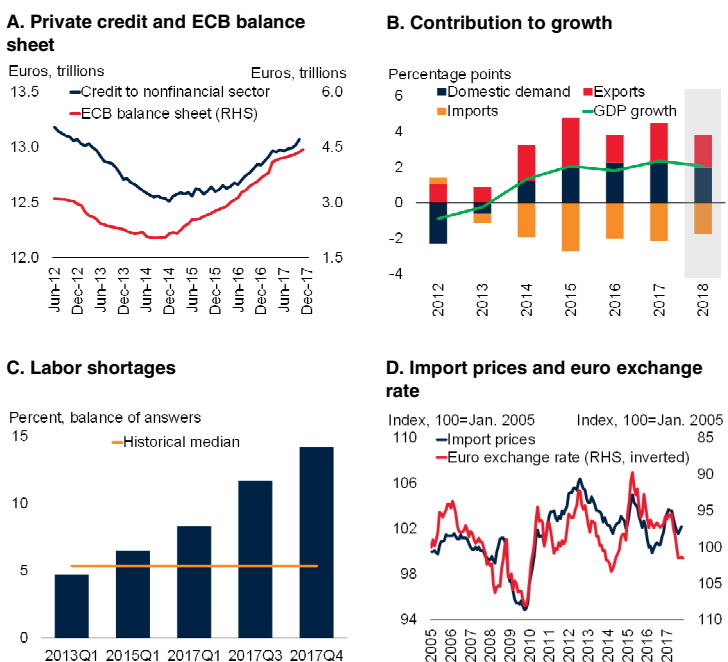 A. Private credit and ECB balance
sheet
Euros, trillions
Euros, trillions
13.5
13.0
12.5
12.0
6.0
4.5
3.0
1.5
Credit to nonfinancial sector
ECB balance sheet (RHS)
Jun-12
Dec-12
Jun-13
Dec-13
Jun-14
Dec-14
Jun-15
Dec-15
Jun-16
Dec-16
Jun-17
Dec-17
B. Contribution to growth
Percentage points
6
4
2
0
-2
-4
Domestic demand
Exports
Imports
GDP growth
2012
2013
2014
2015
2016
2017
2018
C. Labor shortages
Percent, balance of answers
15
10
5
0
Historical median
2013Q1
2015Q1
2017Q1
2017Q3
2017Q4
D. Import prices and euro exchange
rate
Index, 100=Jan. 2005
Index, 100=Jan. 2005
110
106
102
98
94
85
90
95
100
105
110
Import prices
Euro exchange rate (RHS, inverted)
2005
2006
2007
2008
2009
2010
2011
2012
2013
2014
2015
2016
2017